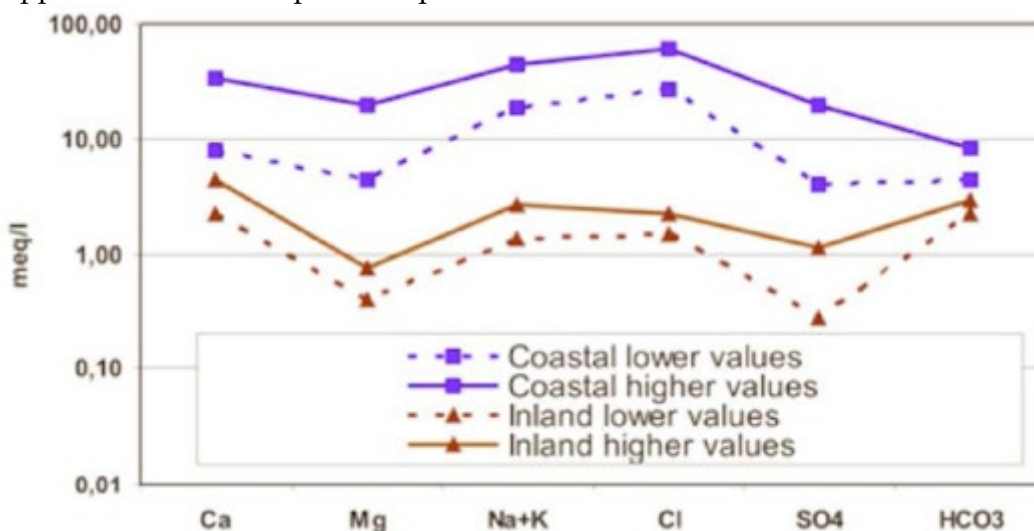 100,00
10,00
1,00
0,10
0,01
meq/l
Coastal lower values
Coastal higher values
Inland lower values
Inland higher values
Ca Mg Na+K Cl SO4 HCO3